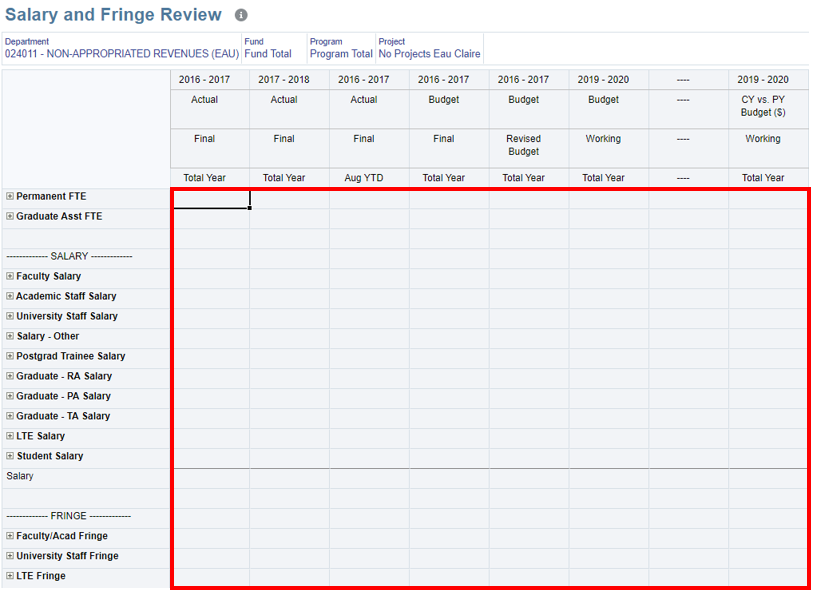 Salary and Fringe Review
Department Fund Program Project
024011 - NON-APPROPRIATED REVENUES (EAU) Fund Total Program Total No Projects Eau Claire
2016 - 2017 2017 - 2018 2016 - 2017 2016 - 2017 2016 - 2017 2019 - 2020 ---- 2019 - 2020
Actual Actual Actual Budget Budget Budget ---- CY vs. PY
Budget ($)
Final Final Final Final Revised Working ---- Working
Budget
Total Year Total Year Aug YTD Total Year Total Year Total Year ---- Total Year
Permanent FTE
Graduate Asst FTE
------------- SALARY -------------
Faculty Salary
Academic Staff Salary
University Staff Salary
Salary - Other
Postgrad Trainee Salary
Graduate - RA Salary
Graduate - PA Salary
Graduate - TA Salary
LTE Salary
Student Salary
Salary
------------- FRINGE -------------
Faculty/Acad Fringe
University Staff Fringe
LTE Fringe